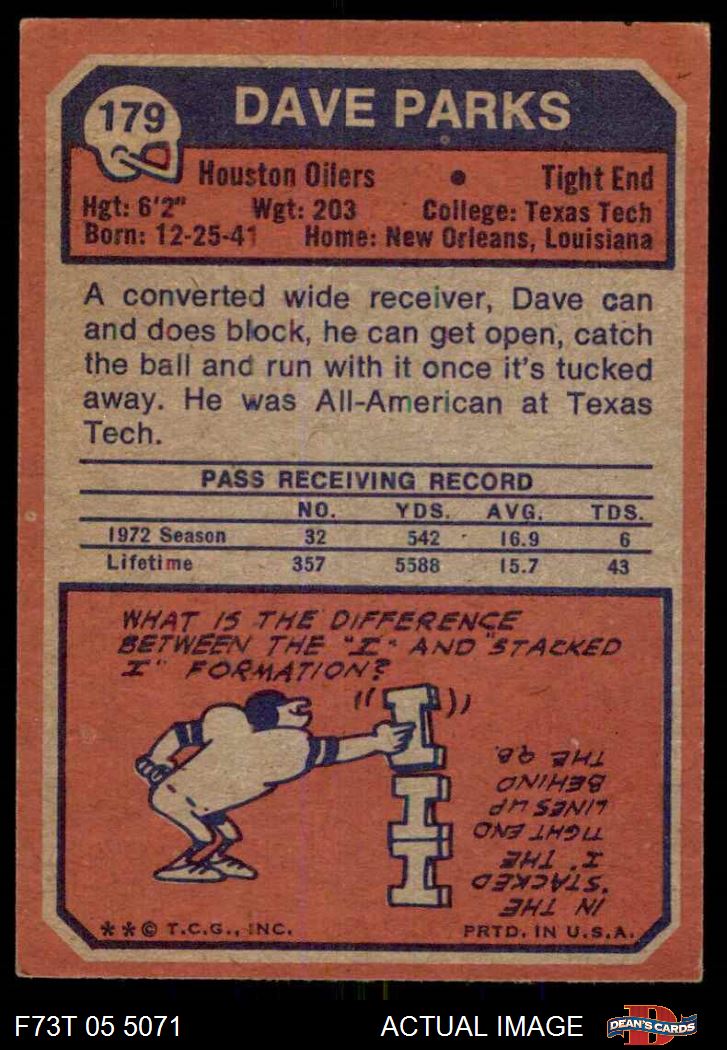 179
DAVE PARKS
Houston Oilers • Tight End
Hgt: 6'2" Wgt: 203 College: Texas Tech
Born: 12-25-41 Home: New Orleans, Louisiana
A converted wide receiver, Dave can
and does block, he can get open, catch
the ball and run with it once it's tucked
away. He was All-American at Texas
Tech.
PASS RECEIVING RECORD
NO. YDS. AVG. TDS.
1972 Season 32 542 16.9 6
Lifetime 357 5588 15.7 43
WHAT IS THE DIFFERENCE
BETWEEN THE "I" AND "STACKED
I" FORMATION?
I
I
I
IN THE
"STACKED
I" THE
TIGHT END
LINES UP
BEHIND
THE QB.
**© T.C.G., INC. PRTD. IN U.S.A.
F73T 05 5071 ACTUAL IMAGE
D
DEAN'S CARDS